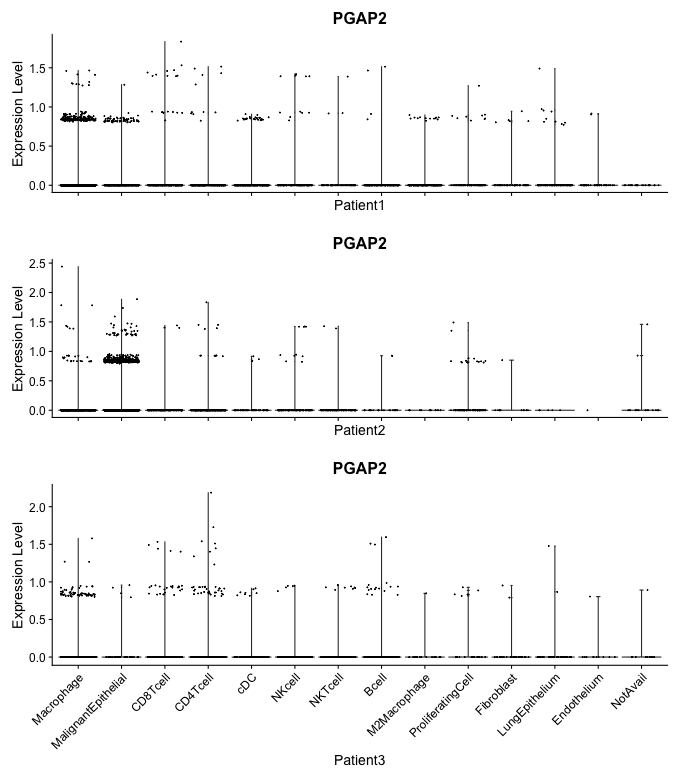 PGAP2
Expression Level
1.5
1.0
0.5
0.0
Patient1
PGAP2
Expression Level
2.5
2.0
1.5
1.0
0.5
0.0
Patient2
PGAP2
Expression Level
2.0
1.5
1.0
0.5
0.0
Macrophage
MalignantEpithelial
CD8Tcell
CD4Tcell
cDC
NKcell
NKTcell
Bcell
M2Macrophage
ProliferatingCell
Fibroblast
LungEpithelium
Endothelium
NotAvail
Patient3